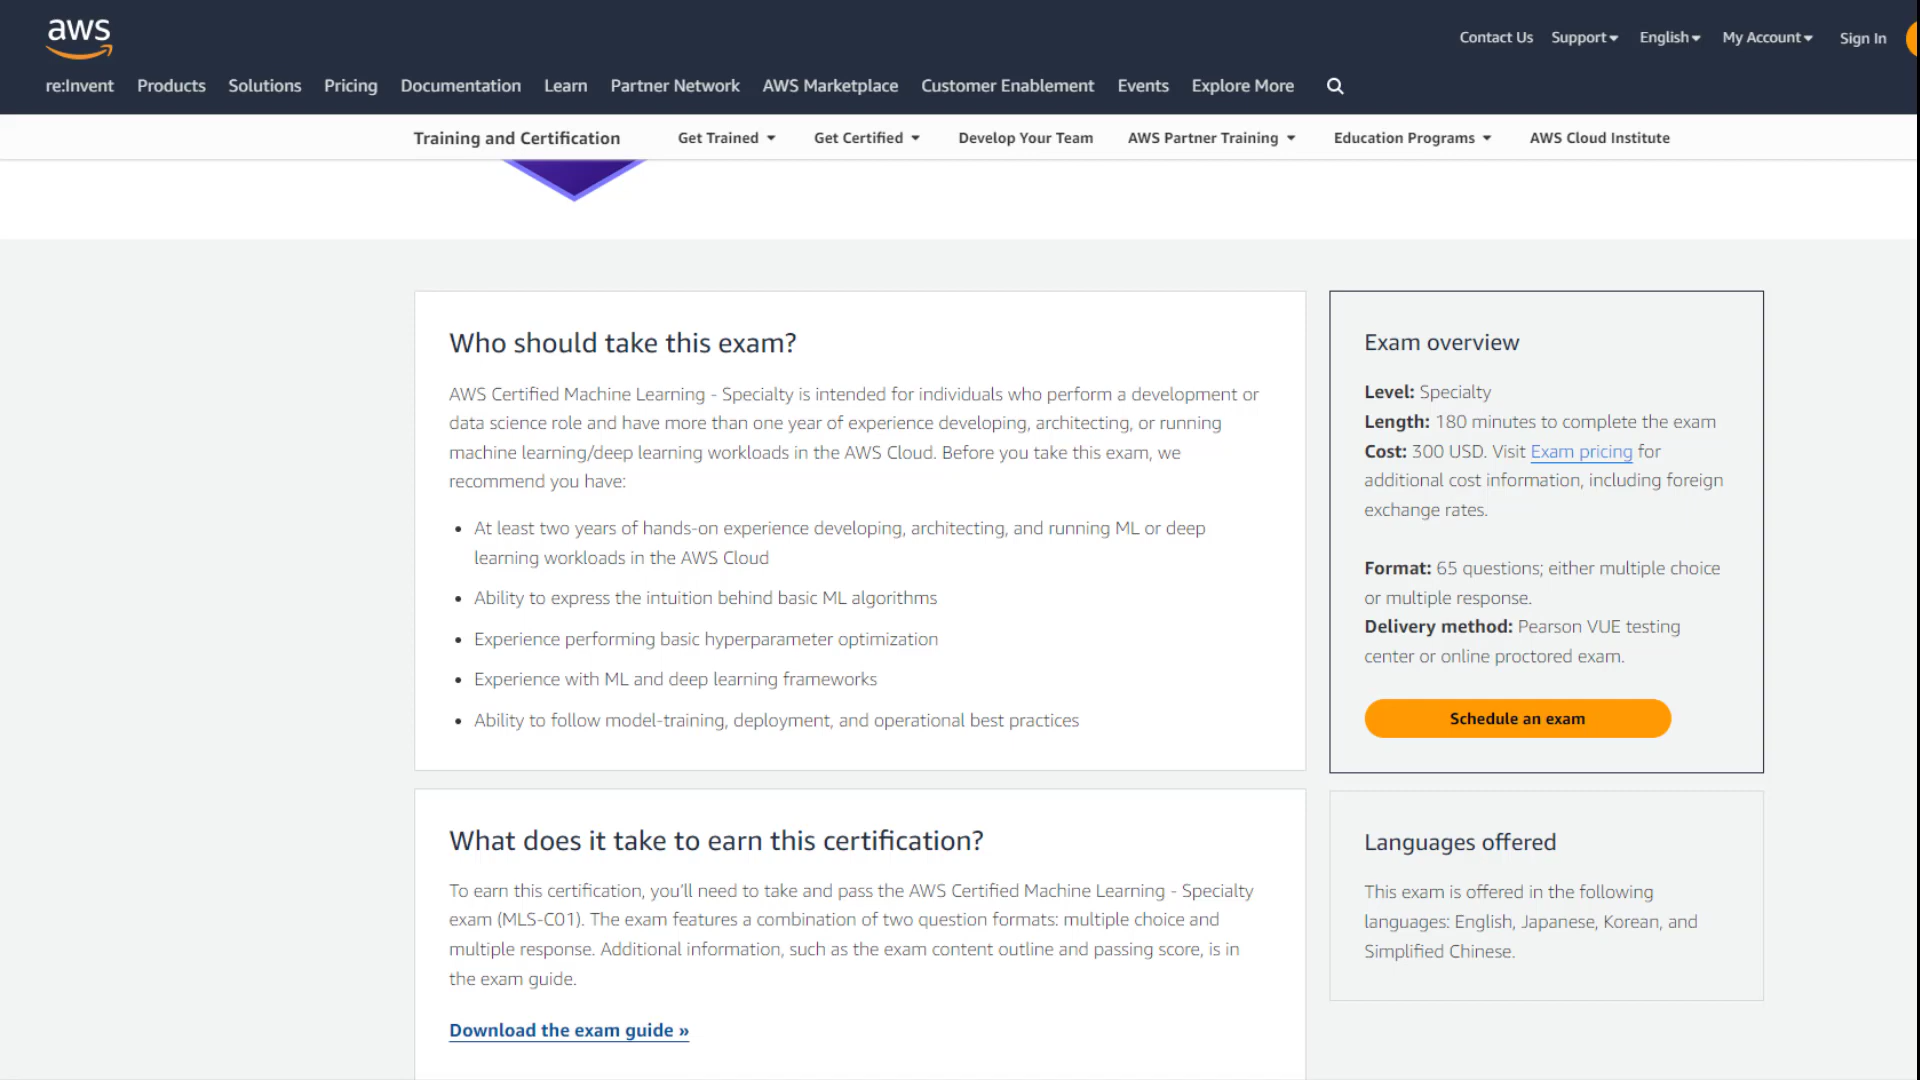 aws
Contact Us Support English My Account Sign In
re:Invent Products Solutions Pricing Documentation Learn Partner Network AWS Marketplace Customer Enablement Events Explore More
Training and Certification Get Trained Get Certified Develop Your Team AWS Partner Training Education Programs AWS Cloud Institute
Who should take this exam?
AWS Certified Machine Learning - Specialty is intended for individuals who perform a development or
data science role and have more than one year of experience developing, architecting, or running
machine learning/deep learning workloads in the AWS Cloud. Before you take this exam, we
recommend you have:
• At least two years of hands-on experience developing, architecting, and running ML or deep
learning workloads in the AWS Cloud
• Ability to express the intuition behind basic ML algorithms
• Experience performing basic hyperparameter optimization
• Experience with ML and deep learning frameworks
• Ability to follow model-training, deployment, and operational best practices
Exam overview
Level: Specialty
Length: 180 minutes to complete the exam
Cost: 300 USD. Visit Exam pricing for
additional cost information, including foreign
exchange rates.
Format: 65 questions; either multiple choice
or multiple response.
Delivery method: Pearson VUE testing
center or online proctored exam.
Schedule an exam
What does it take to earn this certification?
To earn this certification, you'll need to take and pass the AWS Certified Machine Learning - Specialty
exam (MLS-C01). The exam features a combination of two question formats: multiple choice and
multiple response. Additional information, such as the exam content outline and passing score, is in
the exam guide.
Download the exam guide »
Languages offered
This exam is offered in the following
languages: English, Japanese, Korean, and
Simplified Chinese.